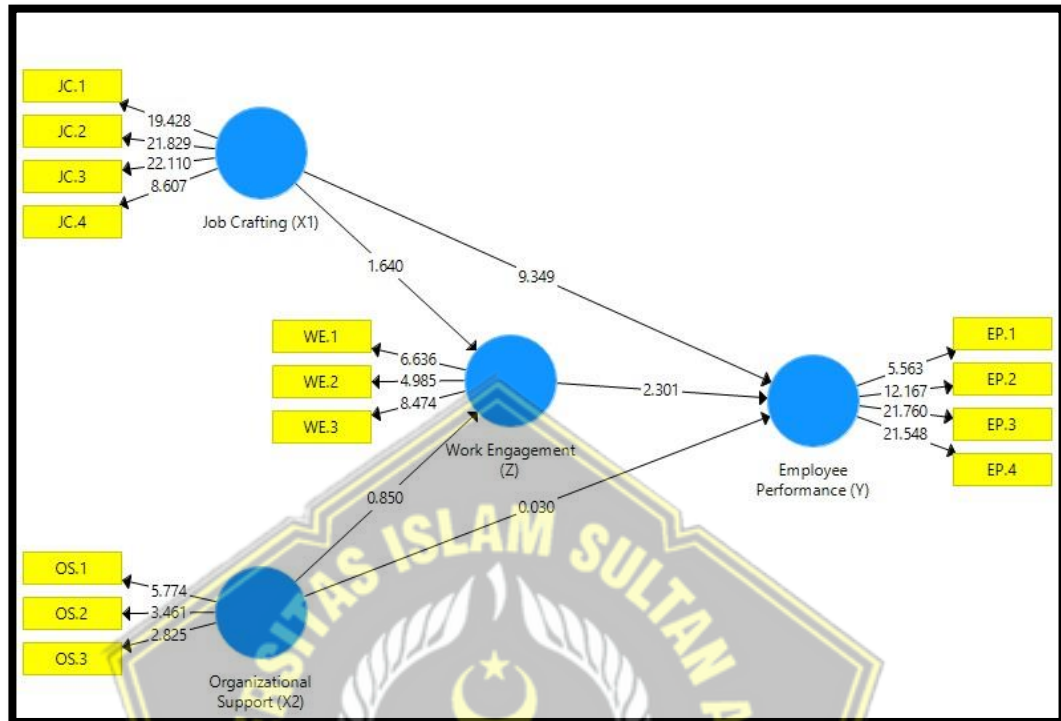 JC.1
JC.2
JC.3
JC.4
19.428
21.829
22.110
8.607
Job Crafting (X1)
1.640
9.349
WE.1
WE.2
WE.3
6.636
4.985
8.474
Work Engagement
(Z)
2.301
EP.1
EP.2
EP.3
EP.4
5.563
12.167
21.760
21.548
Employee
Performance (Y)
0.850
0.030
OS.1
OS.2
OS.3
5.774
3.461
2.825
Organizational
Support (X2)
ISLAM SULTAN